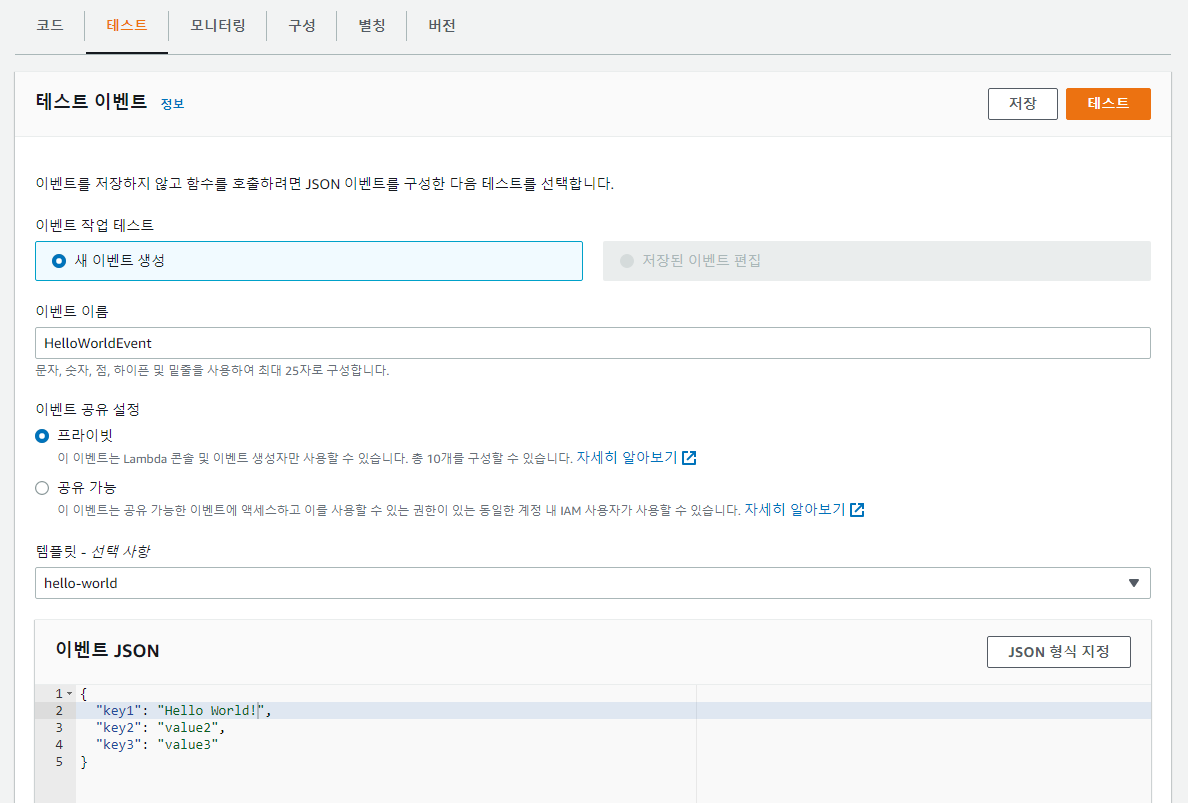 코드 테스트 모니터링 구성 별칭 버전
테스트 이벤트 정보 저장 테스트
이벤트를 저장하지 않고 함수를 호출하려면 JSON 이벤트를 구성한 다음 테스트를 선택합니다.
이벤트 작업 테스트
새 이벤트 생성 저장된 이벤트 편집
이벤트 이름
HelloWorldEvent
문자, 숫자, 점, 하이픈 및 밑줄을 사용하여 최대 25자로 구성합니다.
이벤트 공유 설정
프라이빗
이 이벤트는 Lambda 콘솔 및 이벤트 생성자만 사용할 수 있습니다. 총 10개를 구성할 수 있습니다. 자세히 알아보기
공유 가능
이 이벤트는 공유 가능한 이벤트에 액세스하고 이를 사용할 수 있는 권한이 있는 동일한 계정 내 IAM 사용자가 사용할 수 있습니다. 자세히 알아보기
템플릿 - 선택 사항
hello-world
이벤트 JSON JSON 형식 지정
1 {
2 "key1": "Hello World!",
3 "key2": "value2",
4 "key3": "value3"
5 }